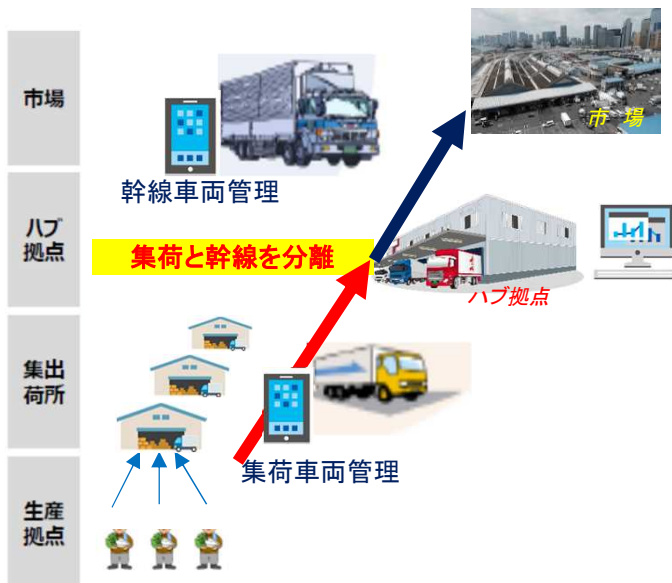 市場
市 場
幹線車両管理
ハブ
拠点
集荷と幹線を分離
ハブ拠点
集出
荷所
集荷車両管理
生産
拠点